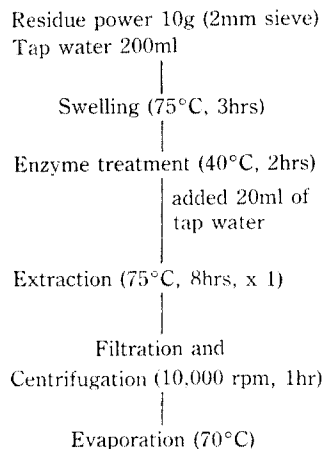 Residue power 10g (2mm sieve)
Tap water 200ml
Swelling (75°C, 3hrs)
Enzyme treatment (40°C, 2hrs)
added 20ml of
tap water
Extraction (75°C, 8hrs, x 1)
Filtration and
Centrifugation (10,000 rpm, 1hr)
Evaporation (70°C)